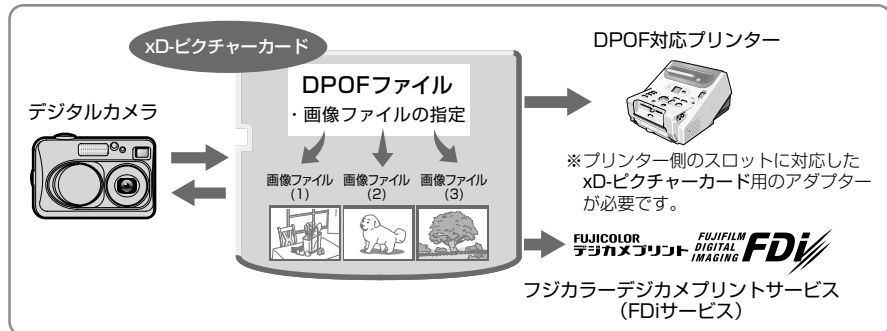 xD-ピクチャーカード
デジタルカメラ
DPOFファイル
・画像ファイルの指定
画像ファイル
(1)
画像ファイル
(2)
画像ファイル
(3)
DPOF対応プリンター
※プリンター側のスロットに対応した
xD-ピクチャーカード用のアダプター
が必要です。
FUJICOLOR
デジカメプリント
FUJIFILM
DIGITAL
IMAGING
FDi
フジカラーデジカメプリントサービス
（FDiサービス）